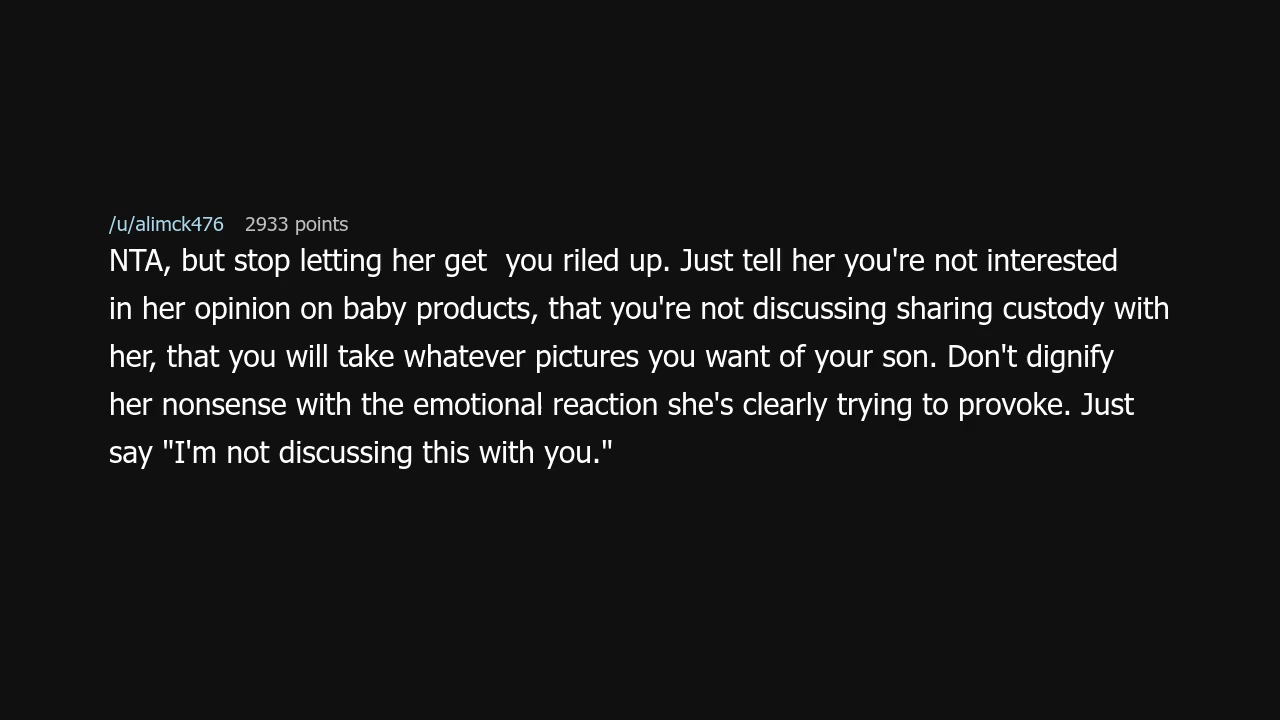 /u/alimck476 2933 points
NTA, but stop letting her get  you riled up. Just tell her you're not interested
in her opinion on baby products, that you're not discussing sharing custody with
her, that you will take whatever pictures you want of your son. Don't dignify
her nonsense with the emotional reaction she's clearly trying to provoke. Just
say "I'm not discussing this with you."